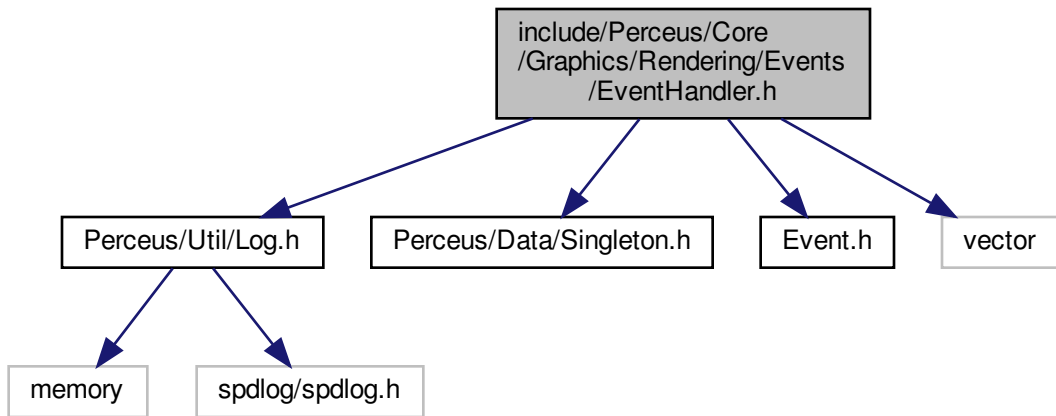 include/Perceus/Core
/Graphics/Rendering/Events
/EventHandler.h
Perceus/Util/Log.h
Perceus/Data/Singleton.h
Event.h
vector
memory
spdlog/spdlog.h